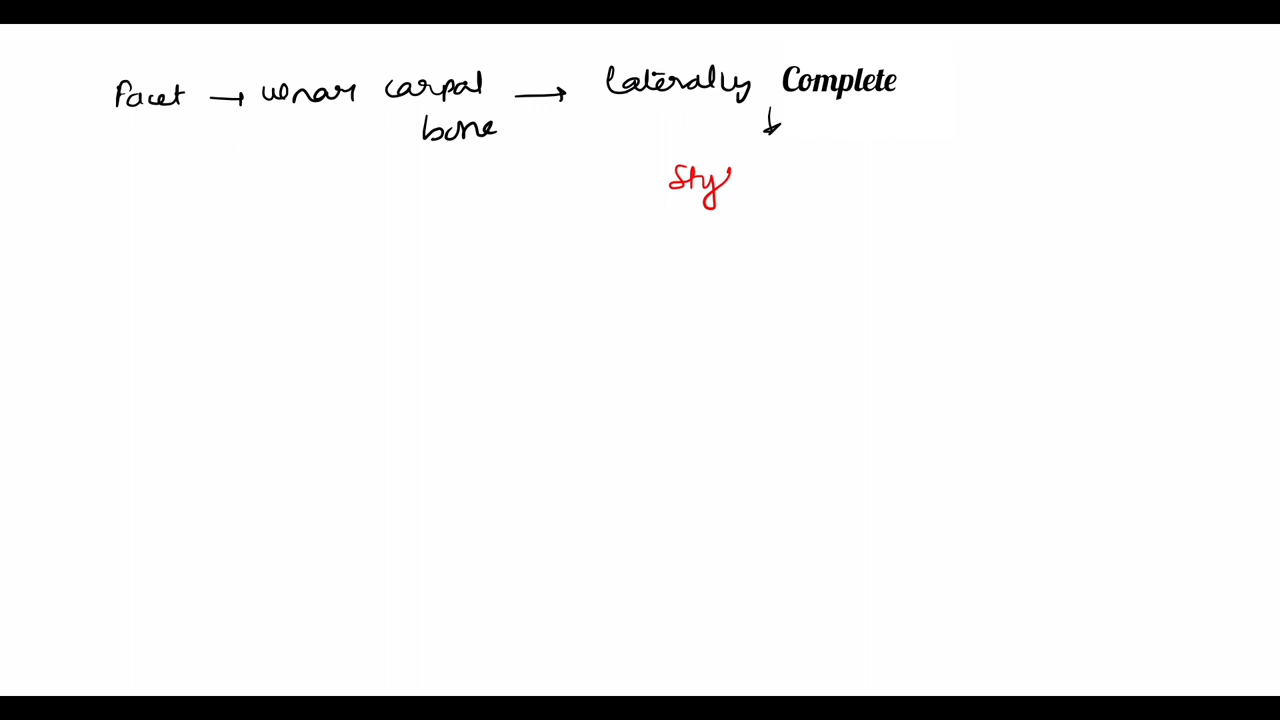 facet → ulnar carpal → laterally Complete
bone ↓
Sty